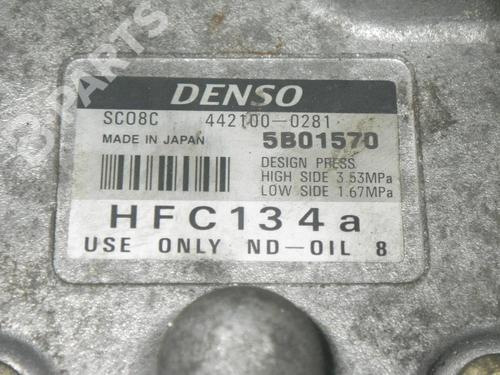 B PARTS
DENSO
SC08C 442100-0281
MADE IN JAPAN 5B01570
DESIGN PRESS
HIGH SIDE 3.53MPa
LOW SIDE 1.67MPa
HFC134a
USE ONLY ND-OIL 8